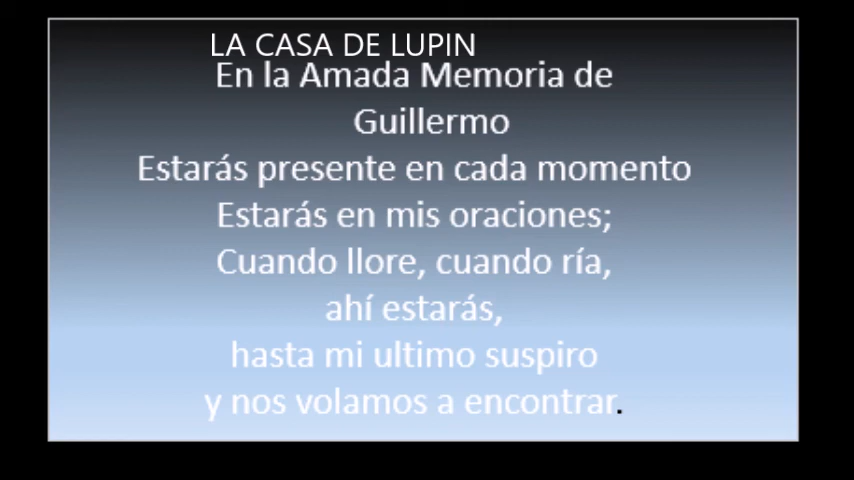 LA CASA DE LUPIN
En la Amada Memoria de
Guillermo
Estarás presente en cada momento
Estarás en mis oraciones;
Cuando llore, cuando ría,
ahí estarás,
hasta mi ultimo suspiro
y nos volamos a encontrar.